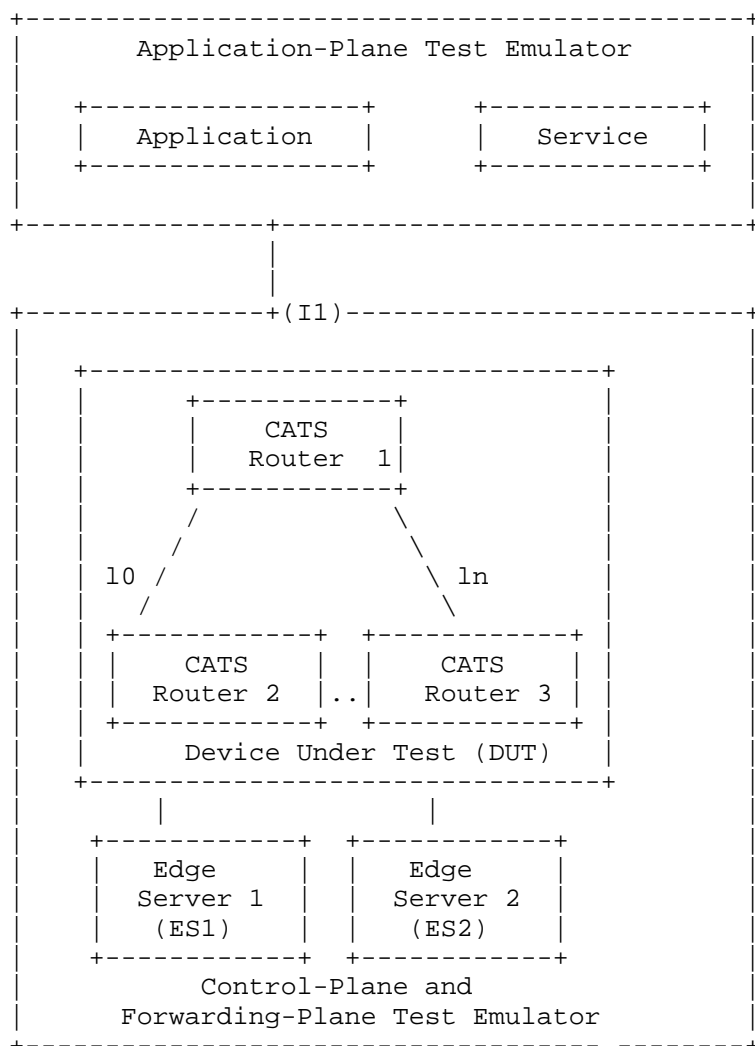 Application-Plane Test Emulator
Application Service
(I1)
CATS
Router 1
l0 ln
CATS CATS
Router 2 .. Router 3
Device Under Test (DUT)
Edge Edge
Server 1 Server 2
(ES1) (ES2)
Control-Plane and
Forwarding-Plane Test Emulator